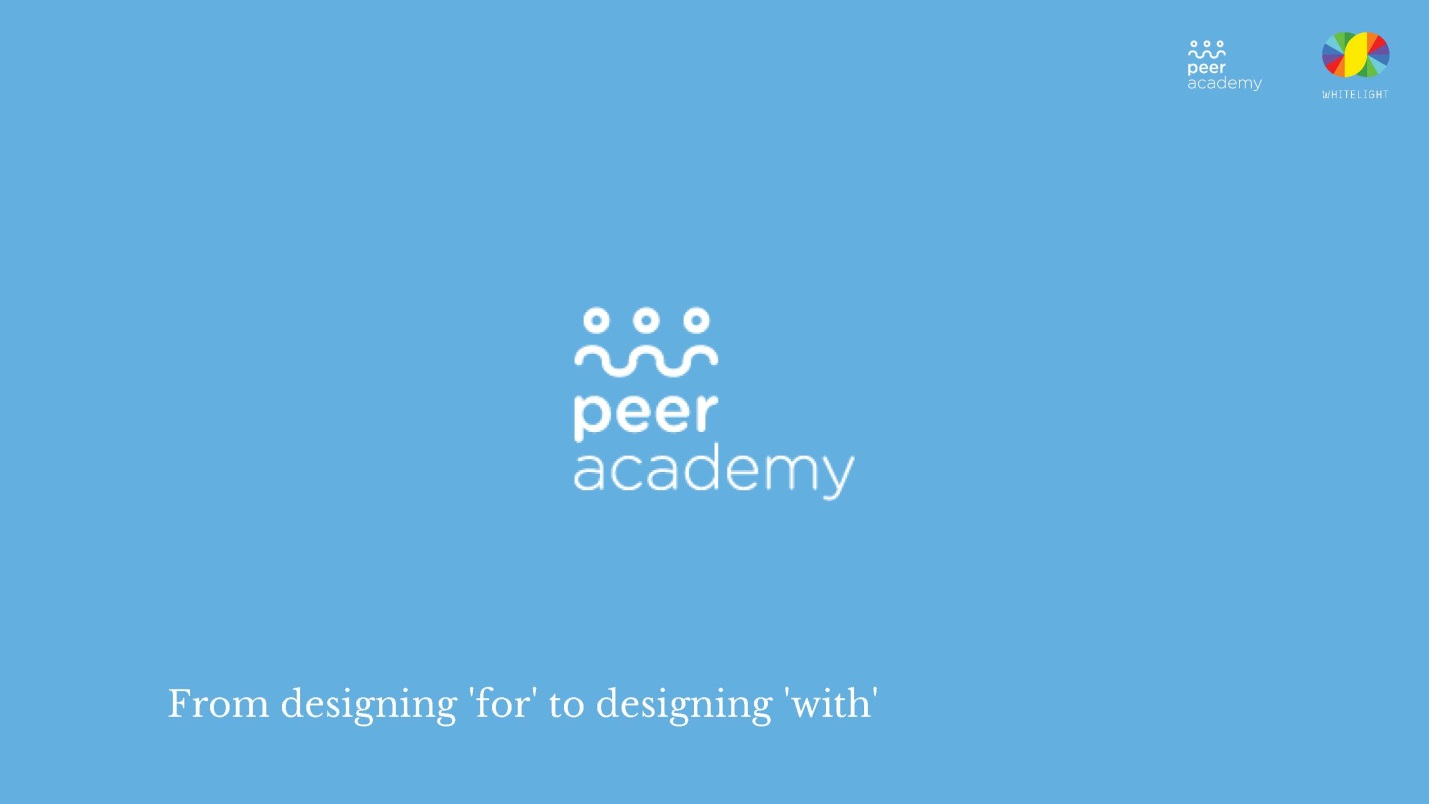 peer
academy
WHITELIGHT
peer
academy
From designing 'for' to designing 'with'